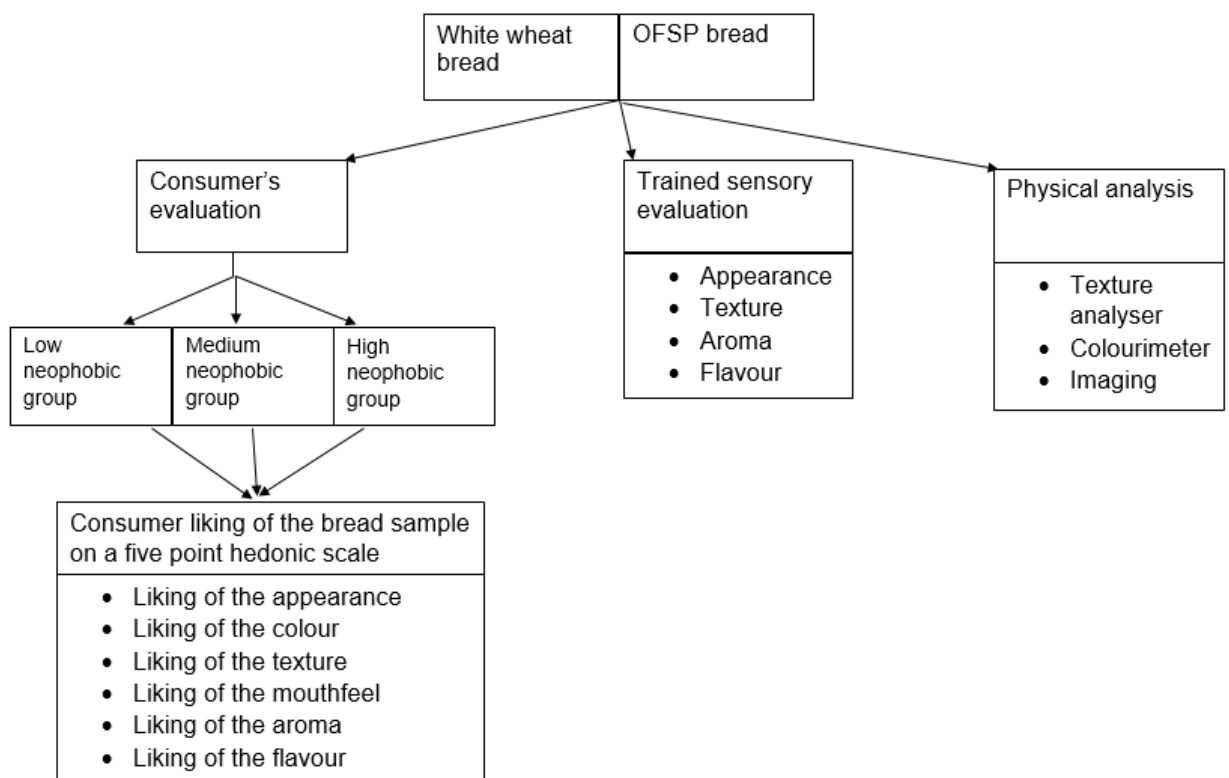 White wheat
bread
OFSP bread
Consumer’s
evaluation
Trained sensory
evaluation
• Appearance
• Texture
• Aroma
• Flavour
Physical analysis
• Texture
analyser
• Colourimeter
• Imaging
Low
neophobic
group
Medium
neophobic
group
High
neophobic
group
Consumer liking of the bread sample
on a five point hedonic scale
• Liking of the appearance
• Liking of the colour
• Liking of the texture
• Liking of the mouthfeel
• Liking of the aroma
• Liking of the flavour